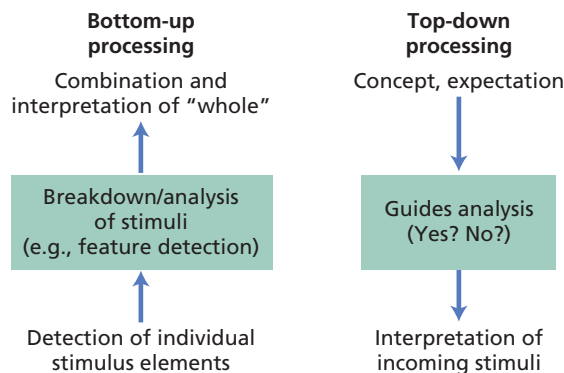 Bottom-up
processing
Combination and
interpretation of “whole”
Breakdown/analysis
of stimuli
(e.g., feature detection)
Detection of individual
stimulus elements
Top-down
processing
Concept, expectation
Guides analysis
(Yes? No?)
Interpretation of
incoming stimuli